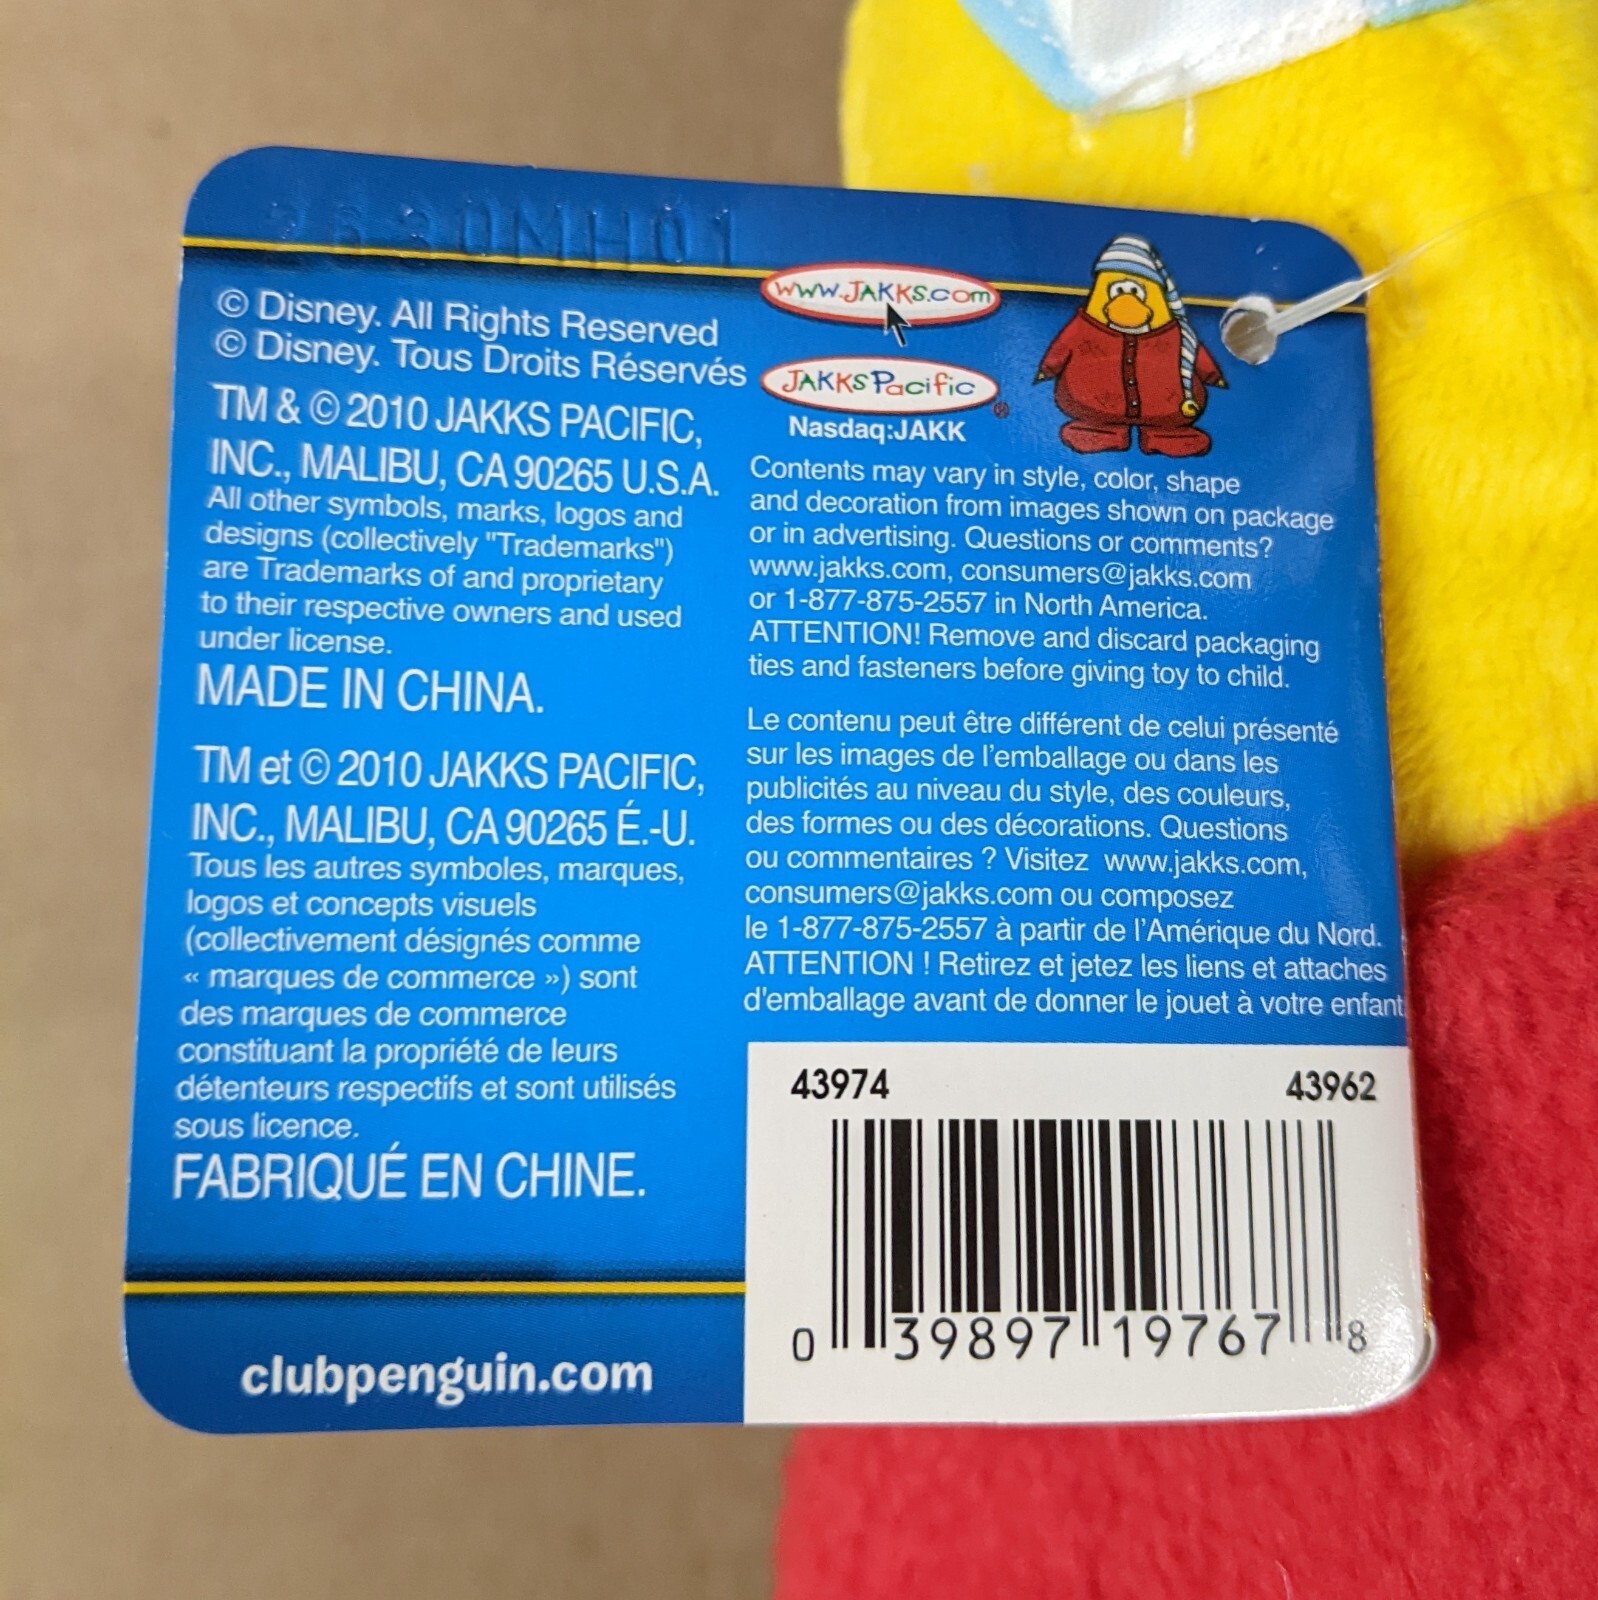 2630MH01
© Disney. All Rights Reserved
© Disney. Tous Droits Réservés
TM & © 2010 JAKKS PACIFIC,
INC., MALIBU, CA 90265 U.S.A.
All other symbols, marks, logos and
designs (collectively "Trademarks")
are Trademarks of and proprietary
to their respective owners and used
under license.
MADE IN CHINA.
TM et © 2010 JAKKS PACIFIC,
INC., MALIBU, CA 90265 É.-U.
Tous les autres symboles, marques,
logos et concepts visuels
(collectivement désignés comme
« marques de commerce ») sont
des marques de commerce
constituant la propriété de leurs
détenteurs respectifs et sont utilisés
sous licence.
FABRIQUÉ EN CHINE.
clubpenguin.com
www.JAKKS.com
JAKKS Pacific®
Nasdaq:JAKK
Contents may vary in style, color, shape
and decoration from images shown on package
or in advertising. Questions or comments?
www.jakks.com, consumers@jakks.com
or 1-877-875-2557 in North America.
ATTENTION! Remove and discard packaging
ties and fasteners before giving toy to child.
Le contenu peut être différent de celui présenté
sur les images de l'emballage ou dans les
publicités au niveau du style, des couleurs,
des formes ou des décorations. Questions
ou commentaires ? Visitez www.jakks.com,
consumers@jakks.com ou composez
le 1-877-875-2557 à partir de l'Amérique du Nord.
ATTENTION ! Retirez et jetez les liens et attaches
d'emballage avant de donner le jouet à votre enfant
43974 43962
0 39897 19767 8